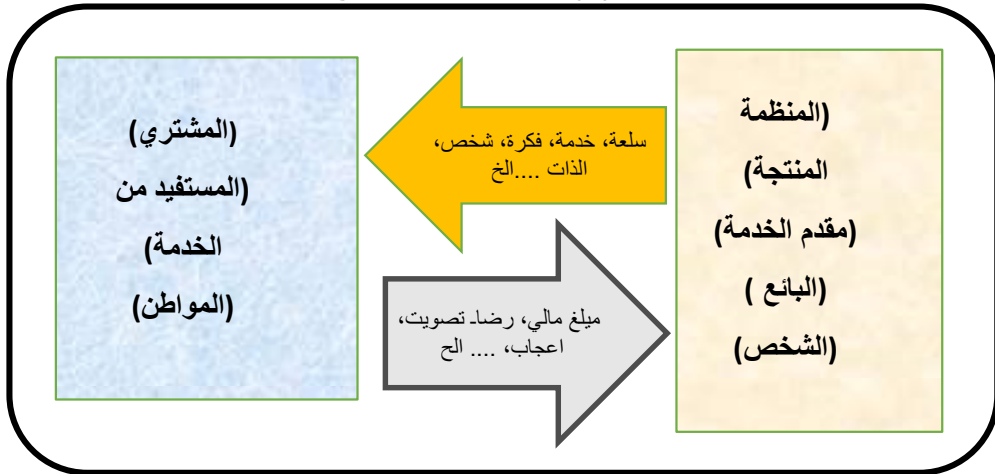 (المنظمة
المنتجة)
(مقدم الخدمة)
(البائع )
(الشخص)
سلعة، خدمة، فكرة، شخص،
الذات ....الخ
ميلغ مالي، رضاـ تصويت،
اعجاب، .... الح
(المشتري)
(المستفيد من
الخدمة)
(المواطن)